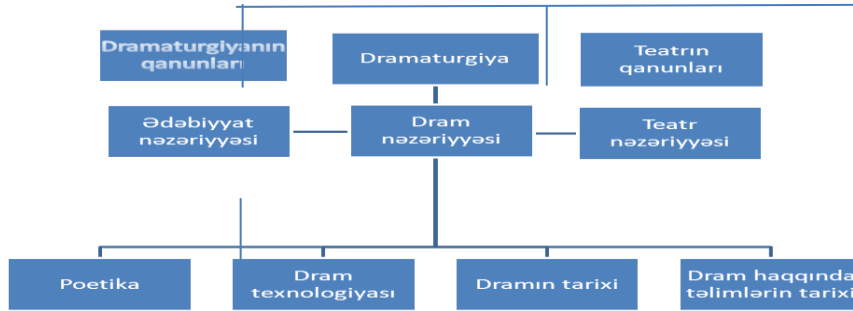 Dramaturgiyanın
qanunları
Dramaturgiya
Teatrın
qanunları
Ədəbiyyat
nəzəriyyəsi
Dram
nəzəriyyəsi
Teatr
nəzəriyyəsi
Poetika
Dram
texnologiyası
Dramın tarixi
Dram haqqında
təlimlərin tarixi